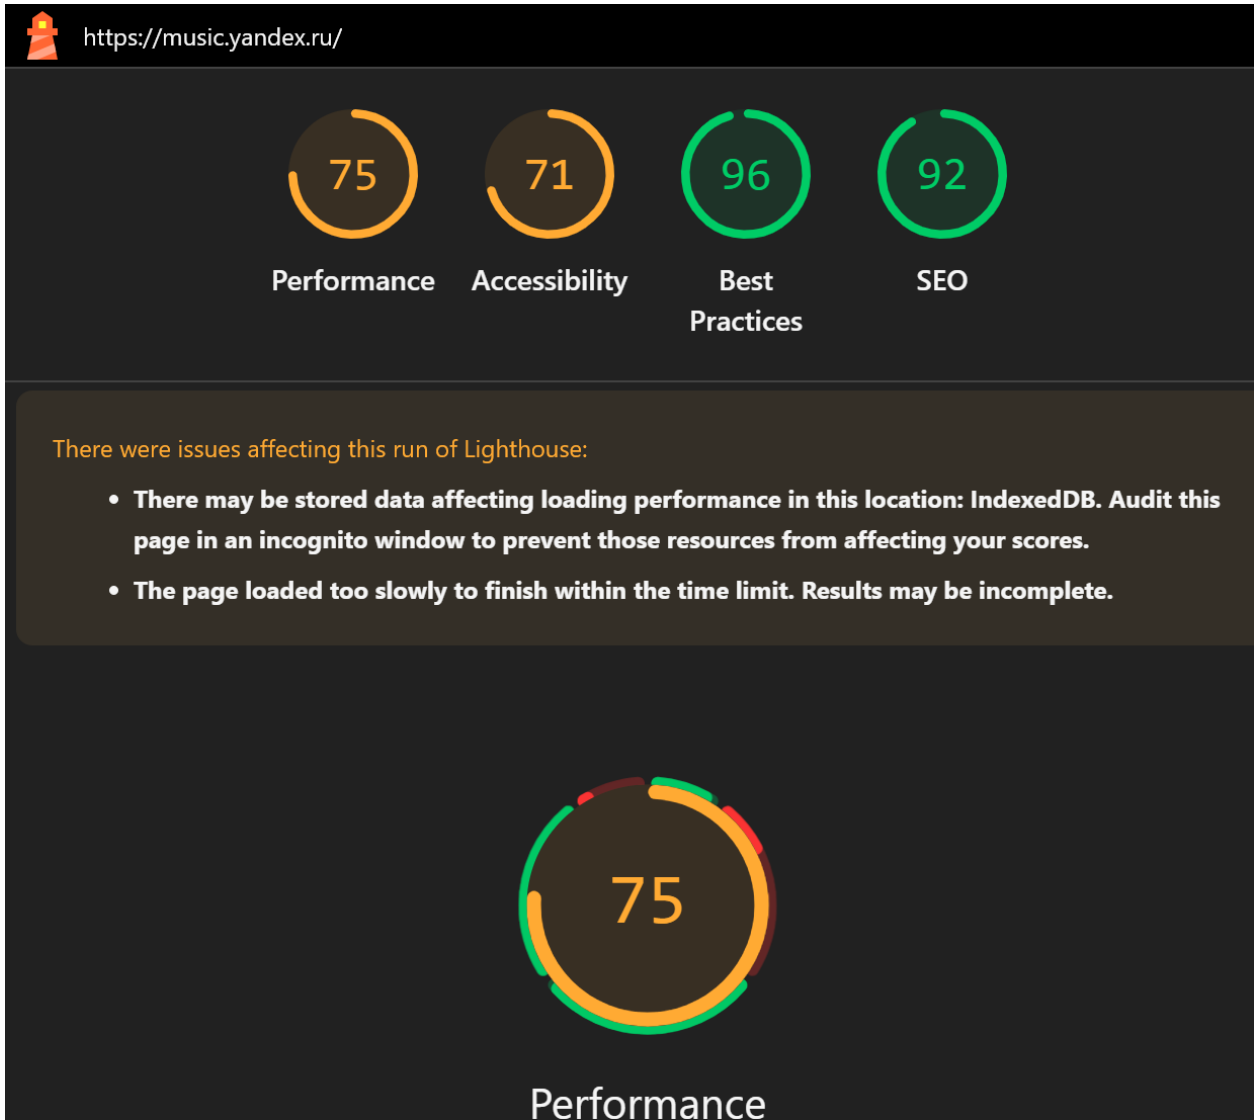 https://music.yandex.ru/
75
71
96
92
Performance
Accessibility
Best
Practices
SEO
There were issues affecting this run of Lighthouse:
• There may be stored data affecting loading performance in this location: IndexedDB. Audit this
page in an incognito window to prevent those resources from affecting your scores.
• The page loaded too slowly to finish within the time limit. Results may be incomplete.
75
Performance